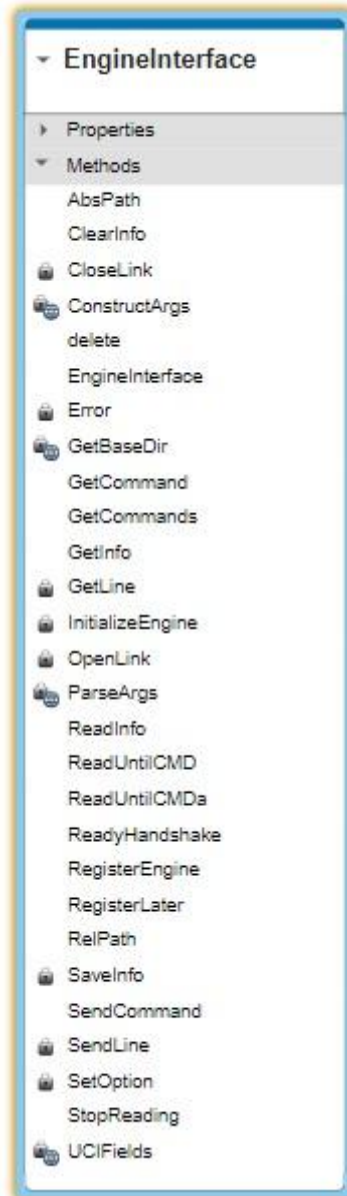 EngineInterface
Properties
Methods
AbsPath
ClearInfo
CloseLink
ConstructArgs
delete
EngineInterface
Error
GetBaseDir
GetCommand
GetCommands
GetInfo
GetLine
InitializeEngine
OpenLink
ParseArgs
ReadInfo
ReadUntilCMD
ReadUntilCMDa
ReadyHandshake
RegisterEngine
RegisterLater
RelPath
SaveInfo
SendCommand
SendLine
SetOption
StopReading
UCIFields